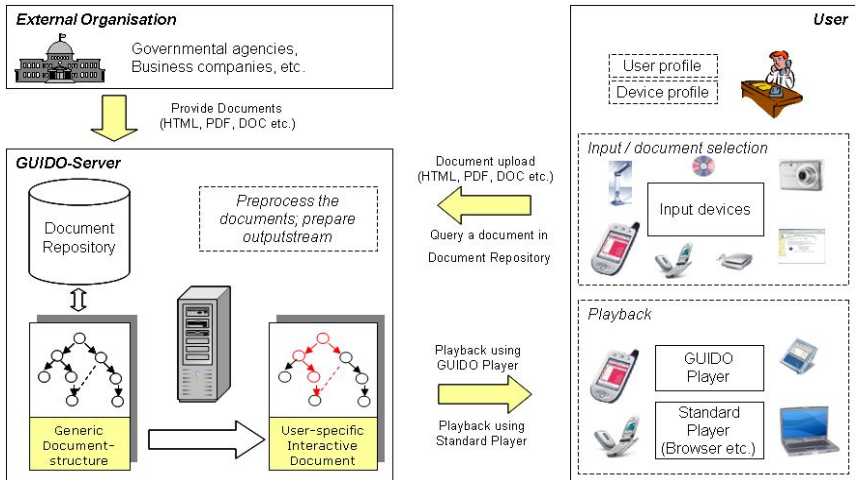 External Organisation
Governmental agencies,
Business companies, etc.
Provide Documents
(HTML, PDF, DOC etc.)
GUIDO-Server
Document
Repository
Preprocess the
documents; prepare
outputstream
Generic
Document-
structure
User-specific
Interactive
Document
Document upload
(HTML, PDF, DOC etc.)
Query a document in
Document Repository
Playback using
GUIDO Player
Playback using
Standard Player
User
User profile
Device profile
Input / document selection
Input devices
Playback
GUIDO
Player
Standard
Player
(Browser etc.)